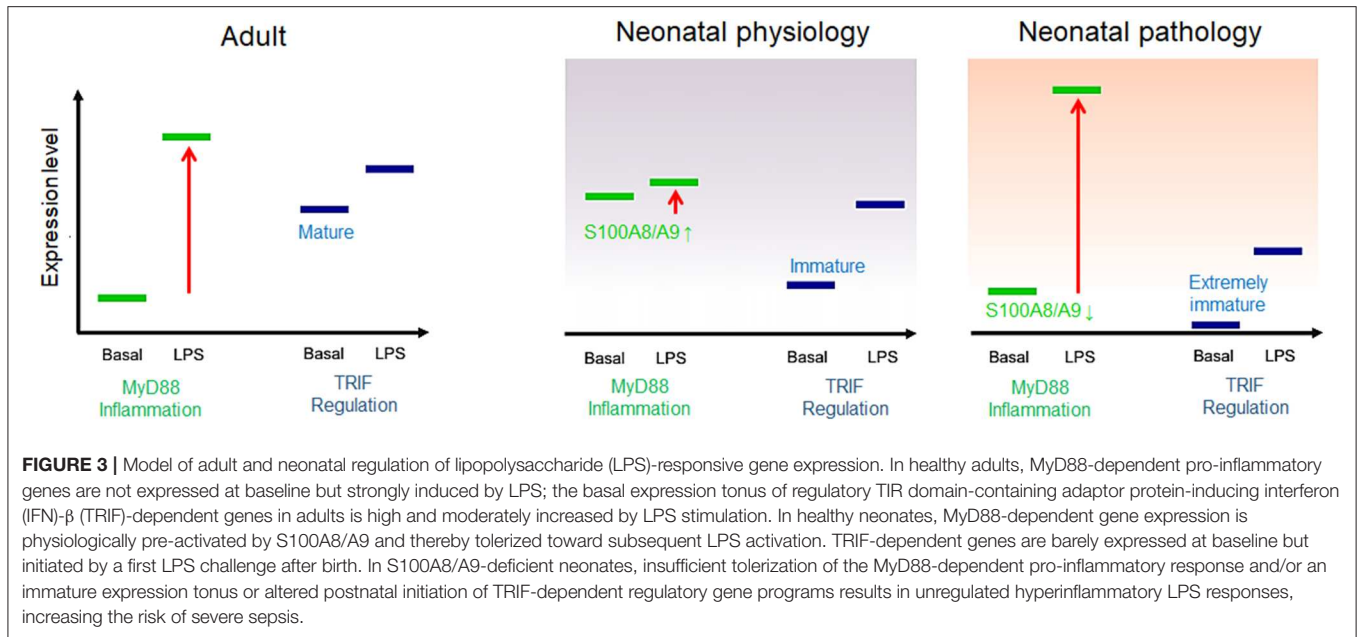 Adult
Neonatal physiology
Neonatal pathology
Expression level
Mature
S100A8/A9 ↑
Immature
S100A8/A9 ↓
Extremely
immature
Basal LPS
Basal LPS
Basal LPS
Basal LPS
Basal LPS
Basal LPS
MyD88
Inflammation
TRIF
Regulation
MyD88
Inflammation
TRIF
Regulation
MyD88
Inflammation
TRIF
Regulation
FIGURE 3 | Model of adult and neonatal regulation of lipopolysaccharide (LPS)-responsive gene expression. In healthy adults, MyD88-dependent pro-inflammatory
genes are not expressed at baseline but strongly induced by LPS; the basal expression tonus of regulatory TIR domain-containing adaptor protein-inducing interferon
(IFN)-β (TRIF)-dependent genes in adults is high and moderately increased by LPS stimulation. In healthy neonates, MyD88-dependent gene expression is
physiologically pre-activated by S100A8/A9 and thereby tolerized toward subsequent LPS activation. TRIF-dependent genes are barely expressed at baseline but
initiated by a first LPS challenge after birth. In S100A8/A9-deficient neonates, insufficient tolerization of the MyD88-dependent pro-inflammatory response and/or an
immature expression tonus or altered postnatal initiation of TRIF-dependent regulatory gene programs results in unregulated hyperinflammatory LPS responses,
increasing the risk of severe sepsis.